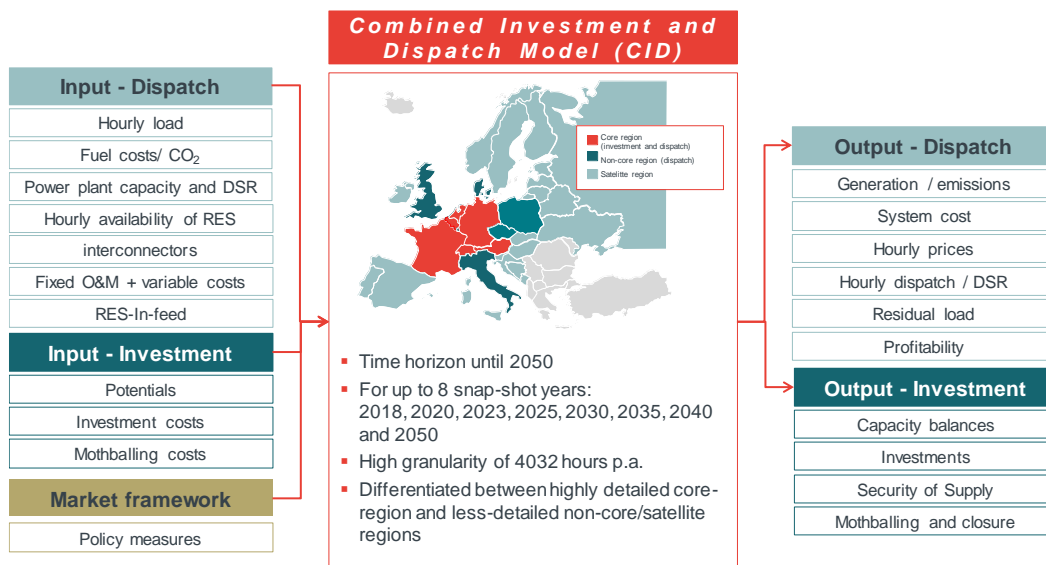 Combined Investment and
Dispatch Model (CID)
Input - Dispatch
Hourly load
Fuel costs/ CO₂
Power plant capacity and DSR
Hourly availability of RES
interconnectors
Fixed O&M + variable costs
RES-In-feed
Input - Investment
Potentials
Investment costs
Mothballing costs
Market framework
Policy measures
Core region
(investment and dispatch)
Non-core region (dispatch)
Satelitte region
▪ Time horizon until 2050
▪ For up to 8 snap-shot years:
2018, 2020, 2023, 2025, 2030, 2035, 2040
and 2050
▪ High granularity of 4032 hours p.a.
▪ Differentiated between highly detailed core-
region and less-detailed non-core/satellite
regions
Output - Dispatch
Generation / emissions
System cost
Hourly prices
Hourly dispatch / DSR
Residual load
Profitability
Output - Investment
Capacity balances
Investments
Security of Supply
Mothballing and closure